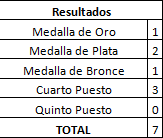 Resultados
Medalla de Oro 1
Medalla de Plata 2
Medalla de Bronce 1
Cuarto Puesto 3
Quinto Puesto 0
TOTAL 7